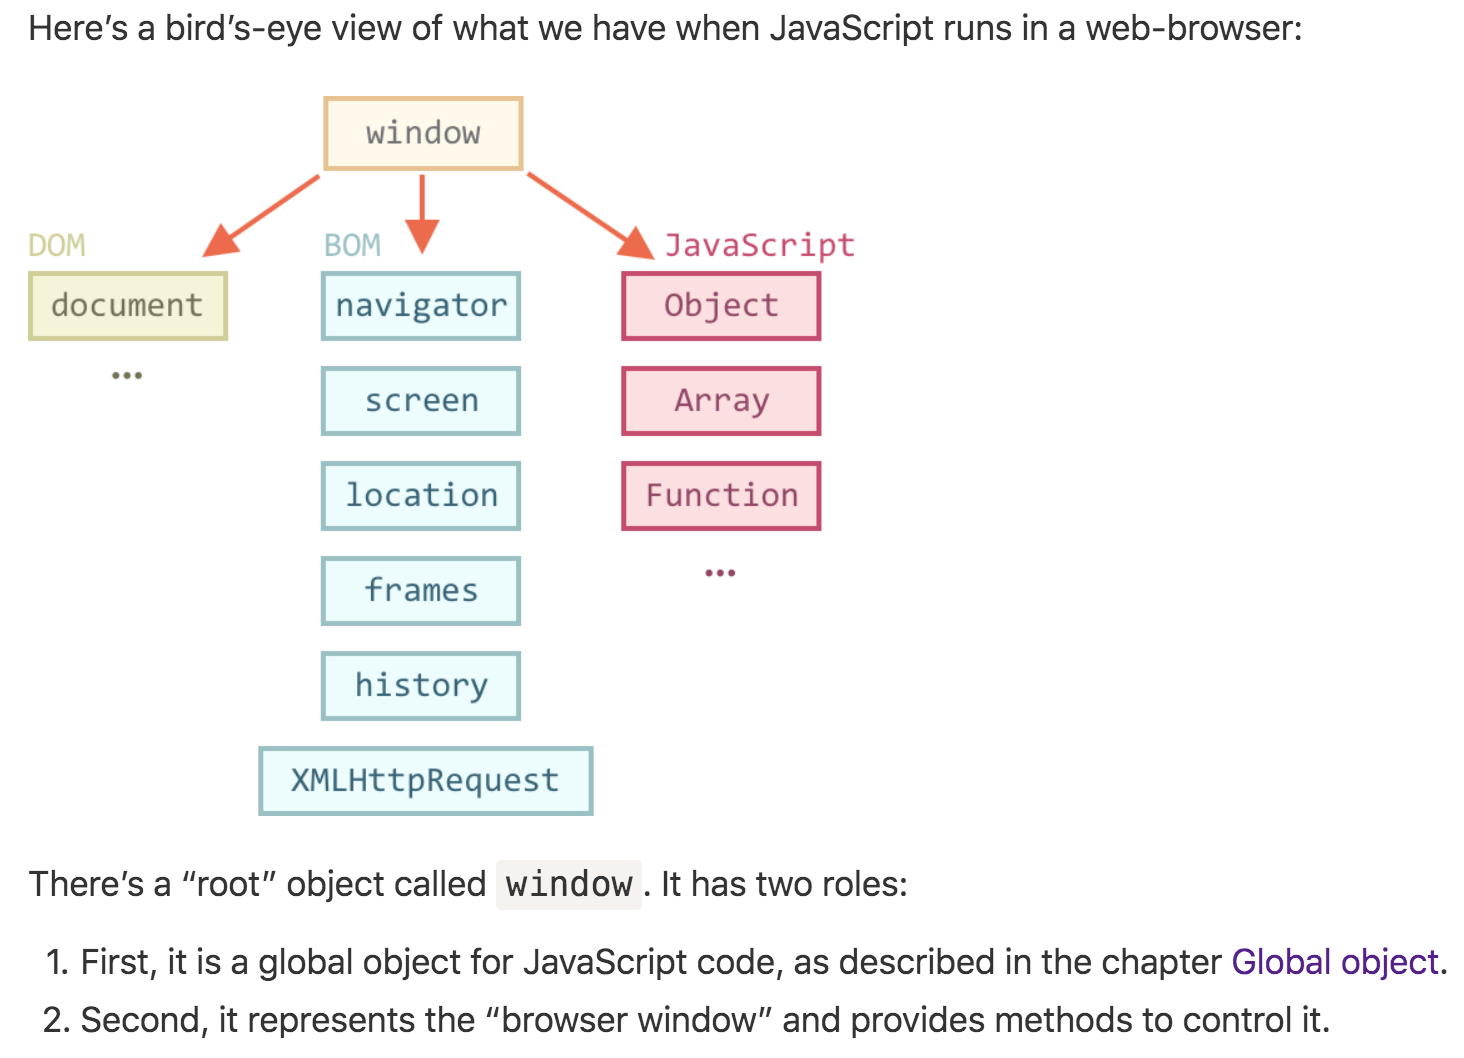 Here’s a bird’s-eye view of what we have when JavaScript runs in a web-browser:
window
DOM
BOM
JavaScript
document
navigator
Object
...
screen
Array
location
Function
frames
...
history
XMLHttpRequest
There’s a “root” object called window. It has two roles:
1. First, it is a global object for JavaScript code, as described in the chapter Global object.
2. Second, it represents the “browser window” and provides methods to control it.